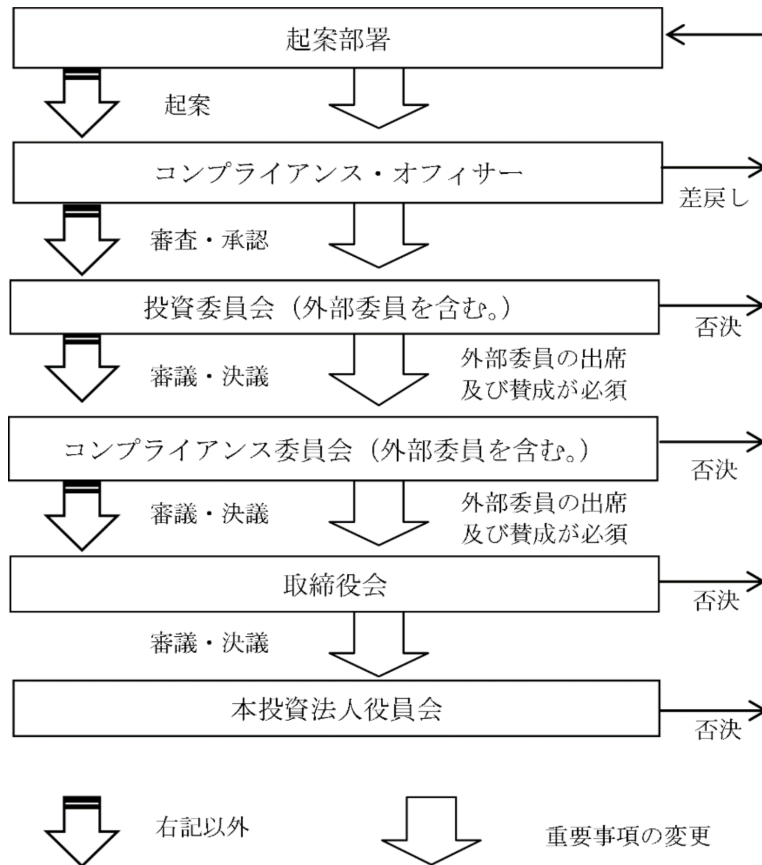 起案部署
起案
コンプライアンス・オフィサー
差戻し
審査・承認
投資委員会（外部委員を含む。）
否決
審議・決議
外部委員の出席
及び賛成が必須
コンプライアンス委員会（外部委員を含む。）
否決
審議・決議
外部委員の出席
及び賛成が必須
取締役会
否決
審議・決議
本投資法人役員会
否決
右記以外
重要事項の変更